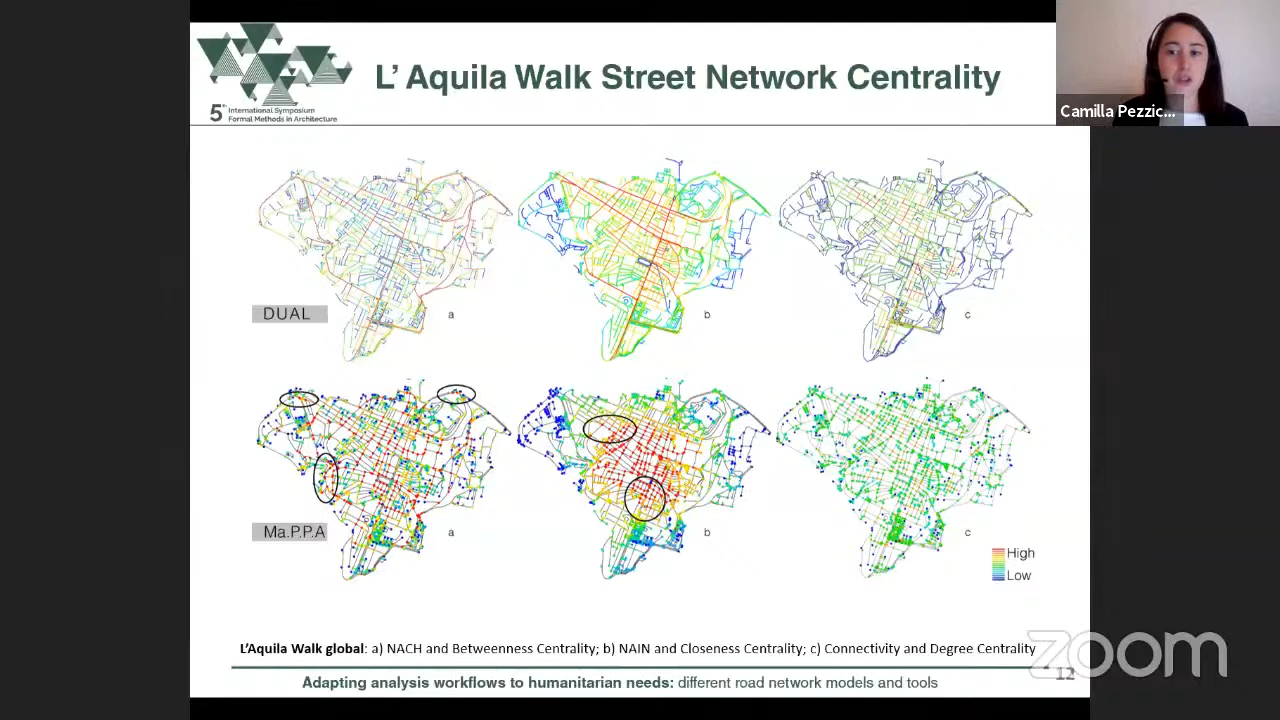 L' Aquila Walk Street Network Centrality
5th International Symposium
Formal Methods in Architecture
Camilla Pezzic...
DUAL
a
b
c
Ma.P.P.A
a
b
c
High
Low
L'Aquila Walk global: a) NACH and Betweenness Centrality; b) NAIN and Closeness Centrality; c) Connectivity and Degree Centrality
Adapting analysis workflows to humanitarian needs: different road network models and tools
12
zoom